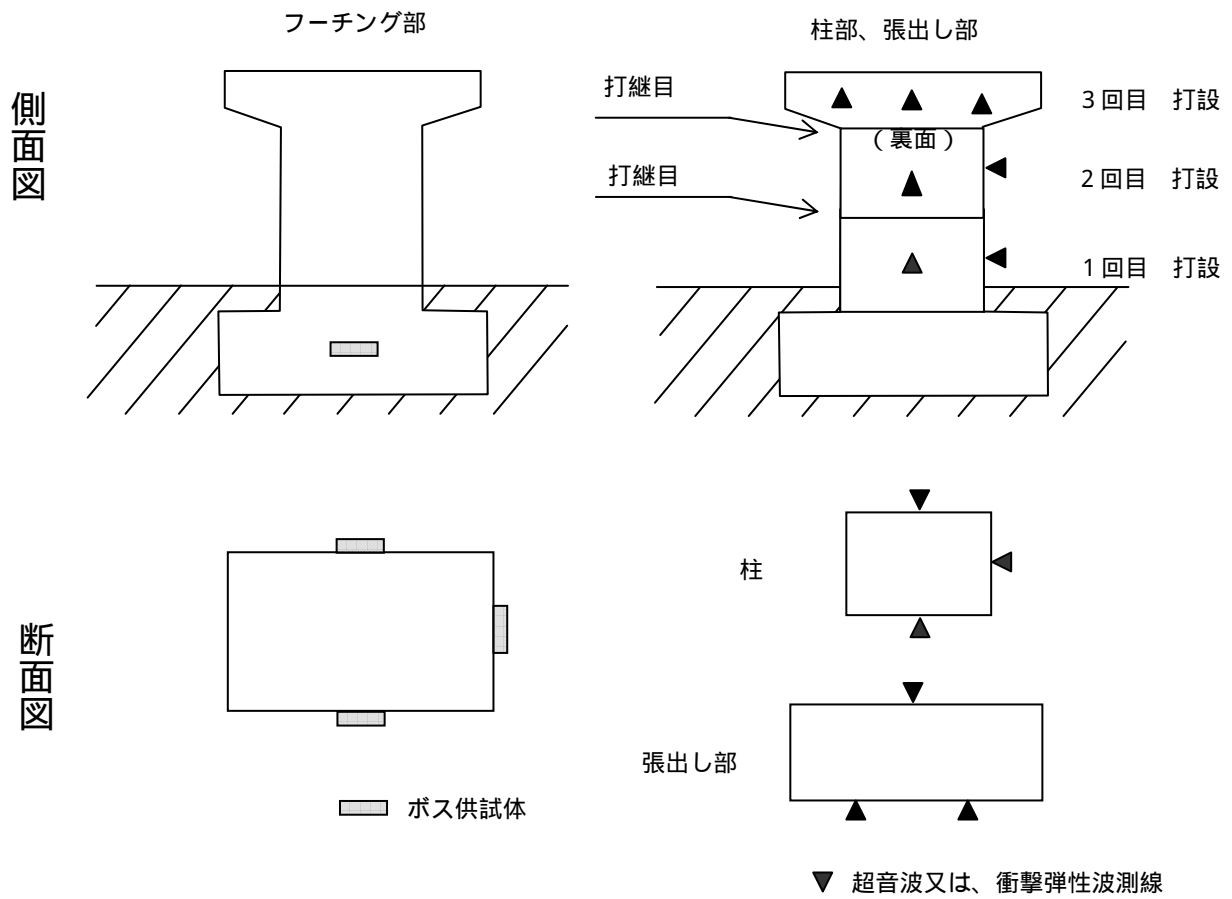 フーチング部
柱部、張出し部
側面図
打継目
3回目 打設
（裏面）
打継目
2回目 打設
1回目 打設
断面図
柱
張出し部
ボス供試体
超音波又は、衝撃弾性波測線